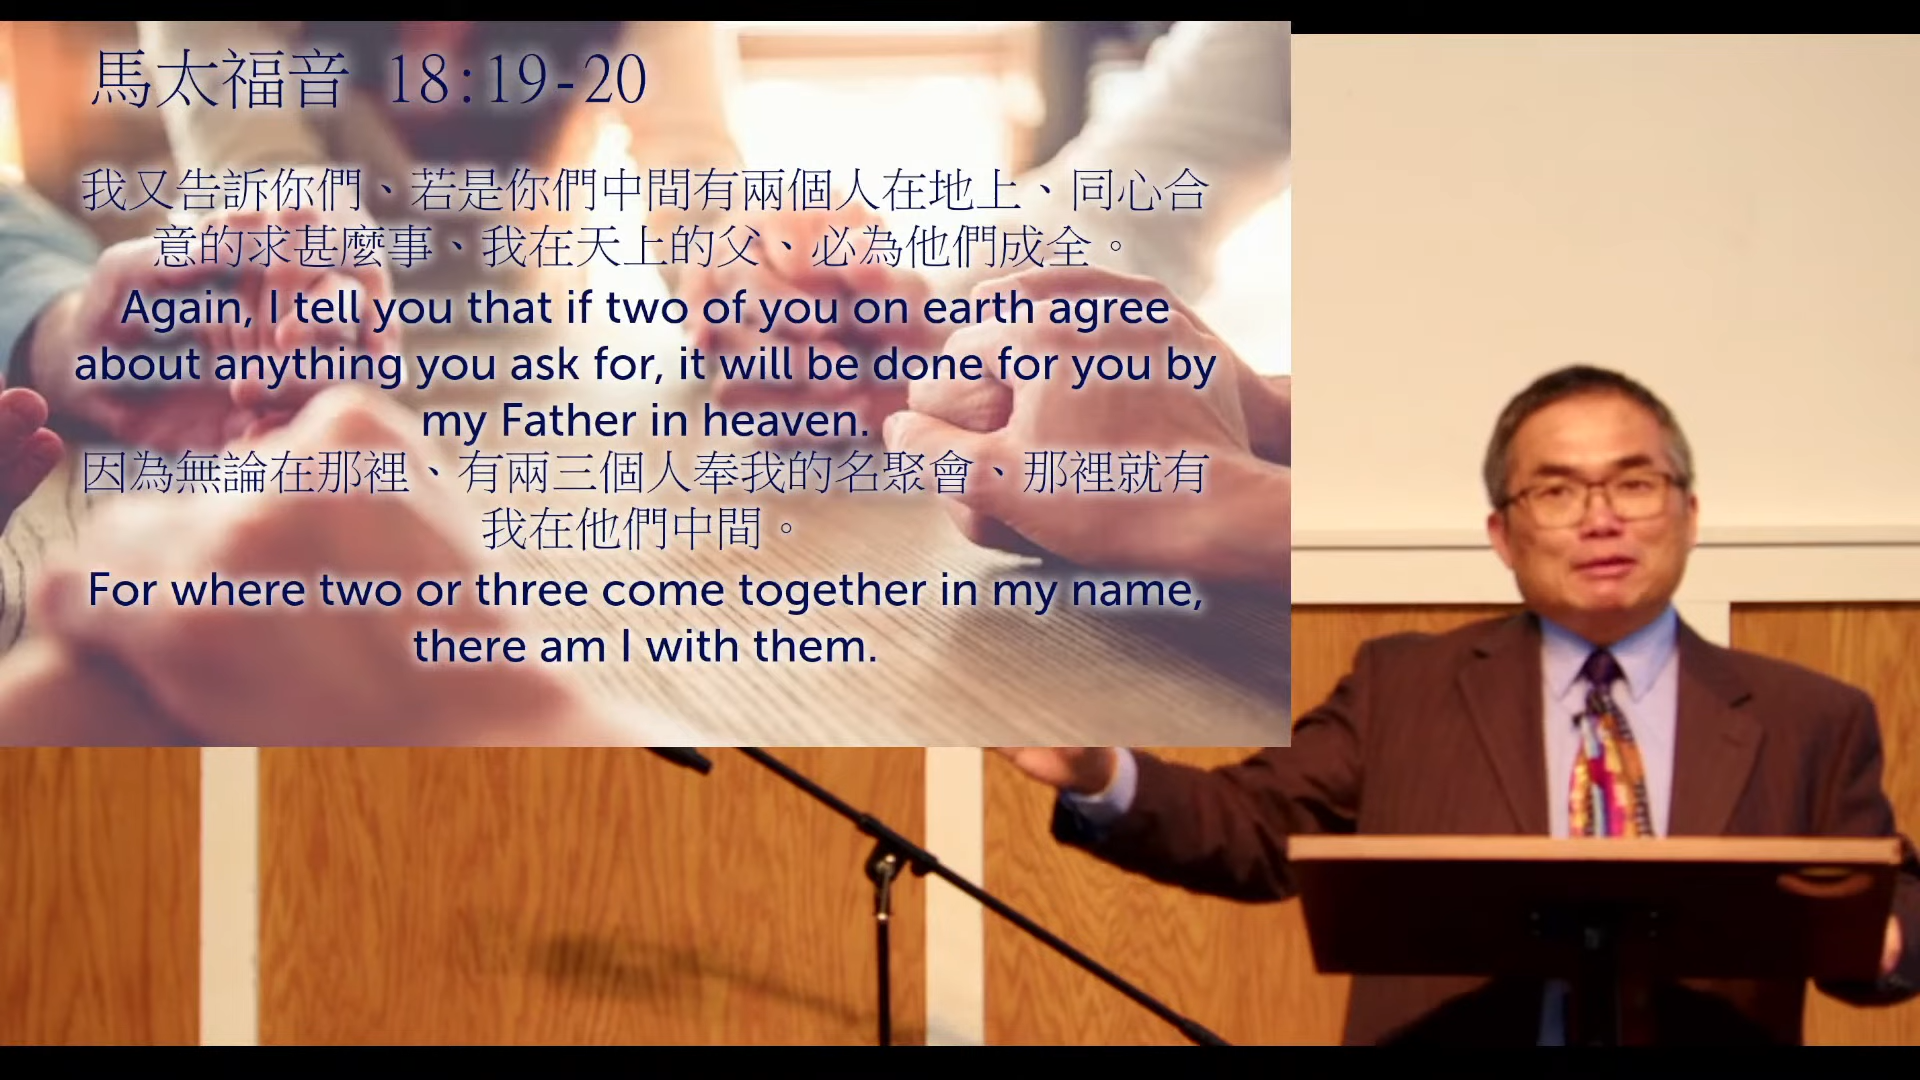 馬太福音 18:19-20
我又告訴你們、若是你們中間有兩個人在地上、同心合
意的求甚麼事、我在天上的父、必為他們成全。
Again, I tell you that if two of you on earth agree
about anything you ask for, it will be done for you by
my Father in heaven.
因為無論在那裡、有兩三個人奉我的名聚會、那裡就有
我在他們中間。
For where two or three come together in my name,
there am I with them.